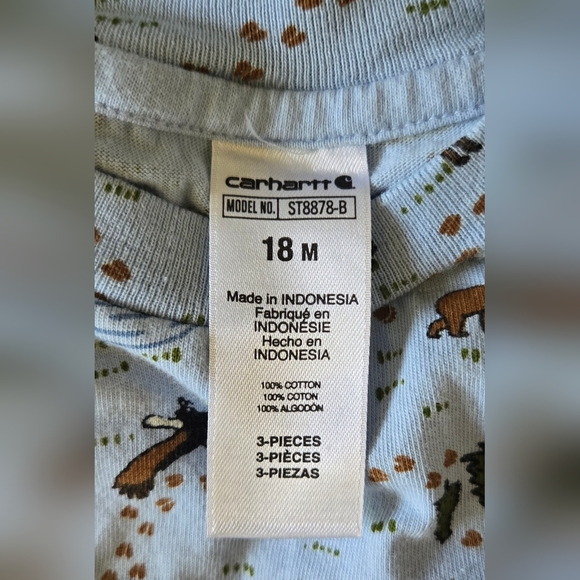 carhartt
MODEL NO. ST8878-B
18 M
Made in INDONESIA
Fabriqué en
INDONÉSIE
Hecho en
INDONESIA
100% COTTON
100% COTON
100% ALGODÓN
3-PIECES
3-PIÈCES
3-PIEZAS